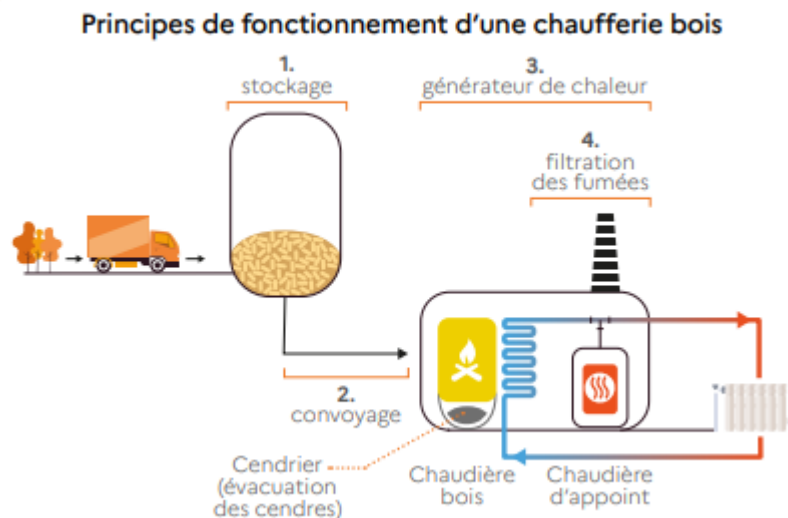 Principes de fonctionnement d'une chaufferie bois
1.
stockage
3.
générateur de chaleur
4.
filtration
des fumées
2.
convoyage
Cendrier
(évacuation
des cendres)
Chaudière
bois
Chaudière
d'appoint